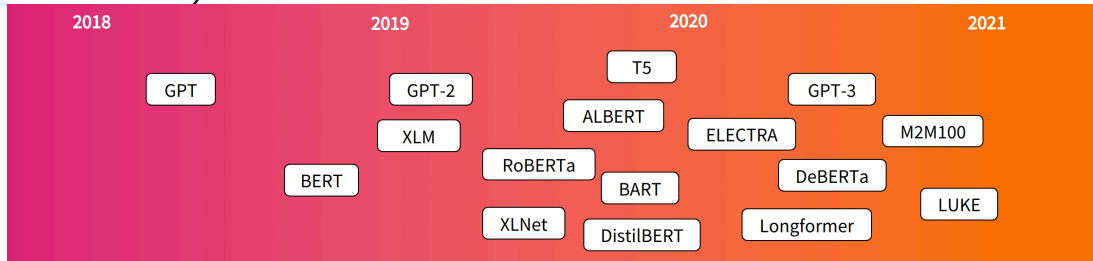 2018
2019
2020
2021
T5
GPT
GPT-2
GPT-3
ALBERT
XLM
ELECTRA
M2M100
RoBERTa
BERT
BART
DeBERTa
LUKE
XLNet
DistilBERT
Longformer